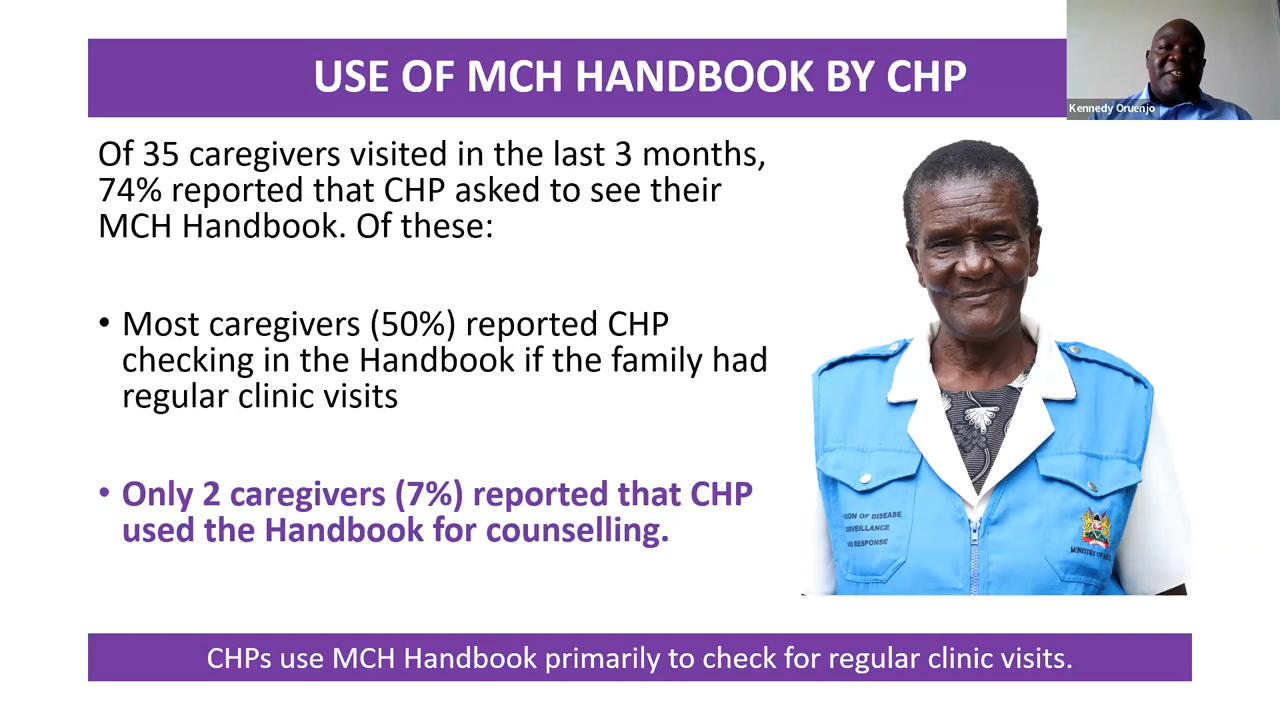 USE OF MCH HANDBOOK BY CHP
Kennedy Oruenjo
Of 35 caregivers visited in the last 3 months,
74% reported that CHP asked to see their
MCH Handbook. Of these:
• Most caregivers (50%) reported CHP
checking in the Handbook if the family had
regular clinic visits
• Only 2 caregivers (7%) reported that CHP
used the Handbook for counselling.
OF DISEASE
RESPONSE
MINISTRY OF
CHPs use MCH Handbook primarily to check for regular clinic visits.